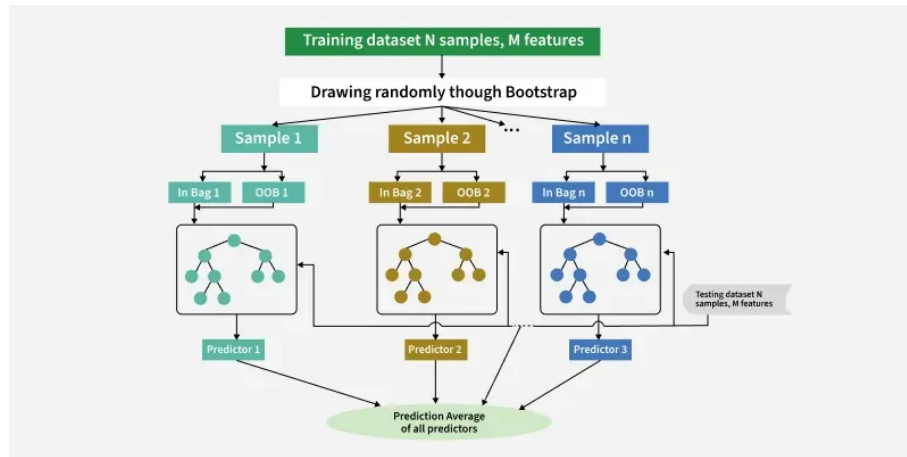 Training dataset N samples, M features
Drawing randomly though Bootstrap
Sample 1
Sample 2
...
Sample n
In Bag 1
OOB 1
In Bag 2
OOB 2
In Bag n
OOB n
Testing dataset N
samples, M features
Predictor 1
Predictor 2
Predictor 3
Prediction Average
of all predictors